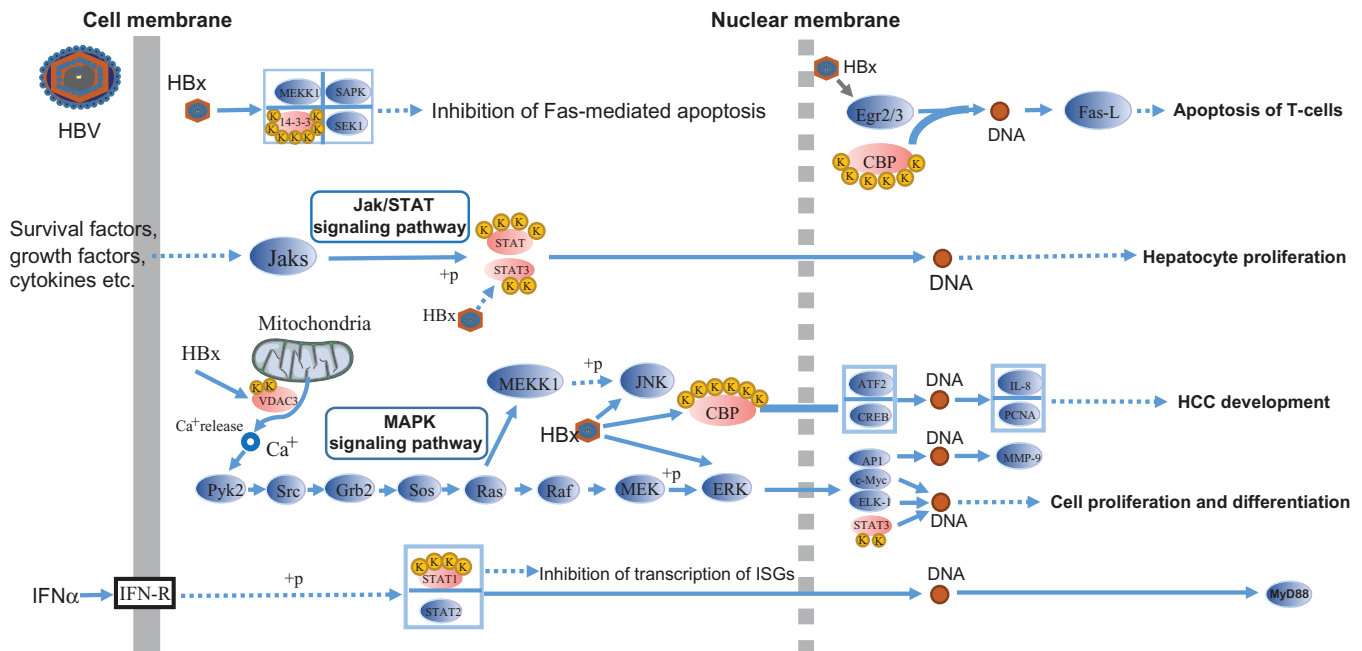 Cell membrane
Nuclear membrane
HBV
HBx
MEKK1
SAPK
14-3-3
SEK1
K
K
K
K
K
K
K
Inhibition of Fas-mediated apoptosis
HBx
Egr2/3
CBP
K
K
K
K
K
K
DNA
Fas-L
Apoptosis of T-cells
Survival factors,
growth factors,
cytokines etc.
Jaks
Jak/STAT
signaling pathway
+p
K
K
K
K
K
STAT
STAT3
K
K
HBx
DNA
Hepatocyte proliferation
Mitochondria
HBx
K
K
VDAC3
Ca+release
Ca+
MAPK
signaling pathway
MEKK1
+p
JNK
HBx
K
K
K
K
K
K
CBP
ATF2
CREB
DNA
IL-8
PCNA
HCC development
Pyk2
Src
Grb2
Sos
Ras
Raf
MEK
+p
ERK
AP1
c-Myc
ELK-1
STAT3
K
K
DNA
MMP-9
DNA
Cell proliferation and differentiation
IFNα
IFN-R
+p
K
K
K
K
K
STAT1
STAT2
Inhibition of transcription of ISGs
DNA
MyD88